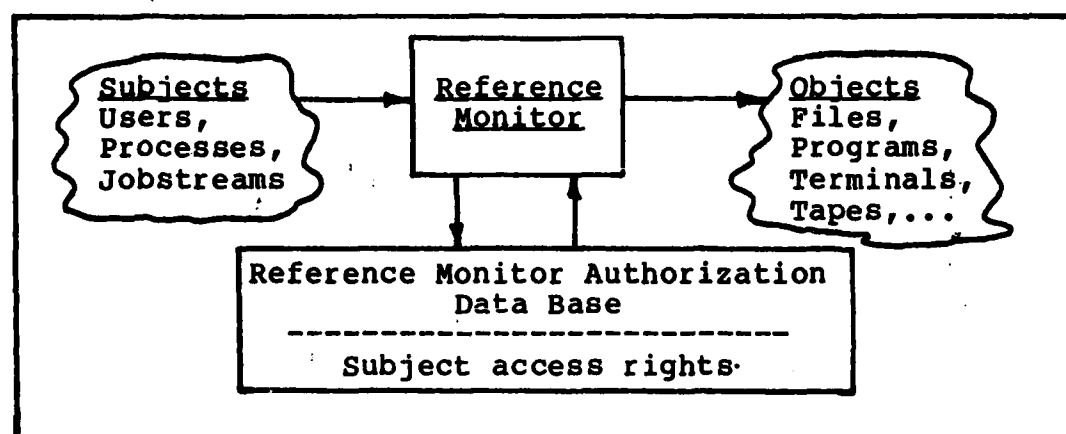 Subjects
Users,
Processes,
Jobstreams
Reference
Monitor
Objects
Files,
Programs,
Terminals,
Tapes,...
Reference Monitor Authorization
Data Base
----------------------------
Subject access rights